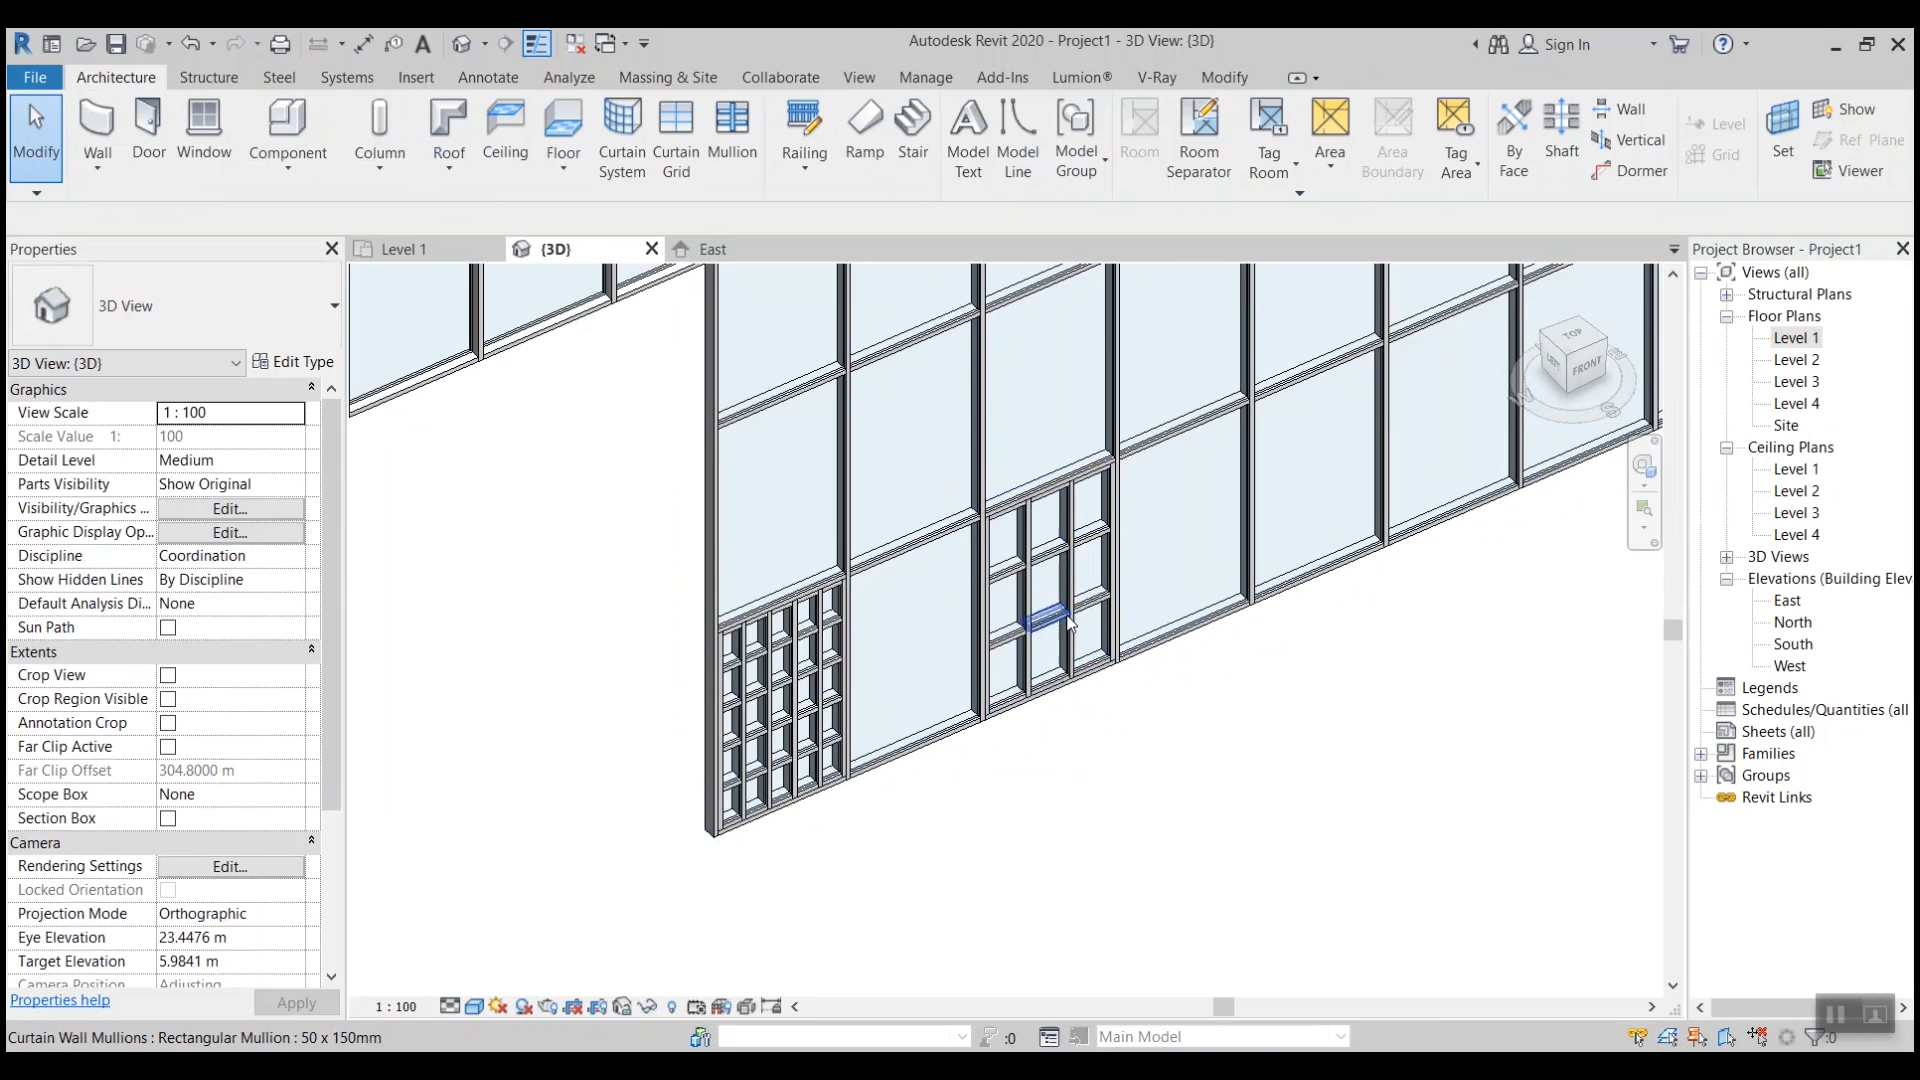 Autodesk Revit 2020 - Project1 - 3D View: {3D}
Sign In
File Architecture Structure Steel Systems Insert Annotate Analyze Massing & Site Collaborate View Manage Add-Ins Lumion® V-Ray Modify
Modify
Wall
Door
Window
Component
Column
Roof
Ceiling
Floor
Curtain System
Curtain Grid
Mullion
Railing
Ramp
Stair
Model Text
Model Line
Model Group
Room
Room Separator
Tag Room
Area
Area Boundary
Tag Area
By Face
Shaft
Wall
Vertical
Dormer
Level
Grid
Set
Show
Ref Plane
Viewer
Properties
Level 1
{3D}
East
Project Browser - Project1
3D View
3D View: {3D}
Edit Type
Graphics
View Scale 1 : 100
Scale Value 1: 100
Detail Level Medium
Parts Visibility Show Original
Visibility/Graphics ... Edit...
Graphic Display Op... Edit...
Discipline Coordination
Show Hidden Lines By Discipline
Default Analysis Di... None
Sun Path
Extents
Crop View
Crop Region Visible
Annotation Crop
Far Clip Active
Far Clip Offset 304.8000 m
Scope Box None
Section Box
Camera
Rendering Settings Edit...
Locked Orientation
Projection Mode Orthographic
Eye Elevation 23.4476 m
Target Elevation 5.9841 m
Camera Position Adjusting
Properties help
Apply
TOP
LEFT
FRONT
W
S
Views (all)
Structural Plans
Floor Plans
Level 1
Level 2
Level 3
Level 4
Site
Ceiling Plans
Level 1
Level 2
Level 3
Level 4
3D Views
Elevations (Building Elev
East
North
South
West
Legends
Schedules/Quantities (all
Sheets (all)
Families
Groups
Revit Links
1 : 100
Curtain Wall Mullions : Rectangular Mullion : 50 x 150mm
:0
Main Model
:0